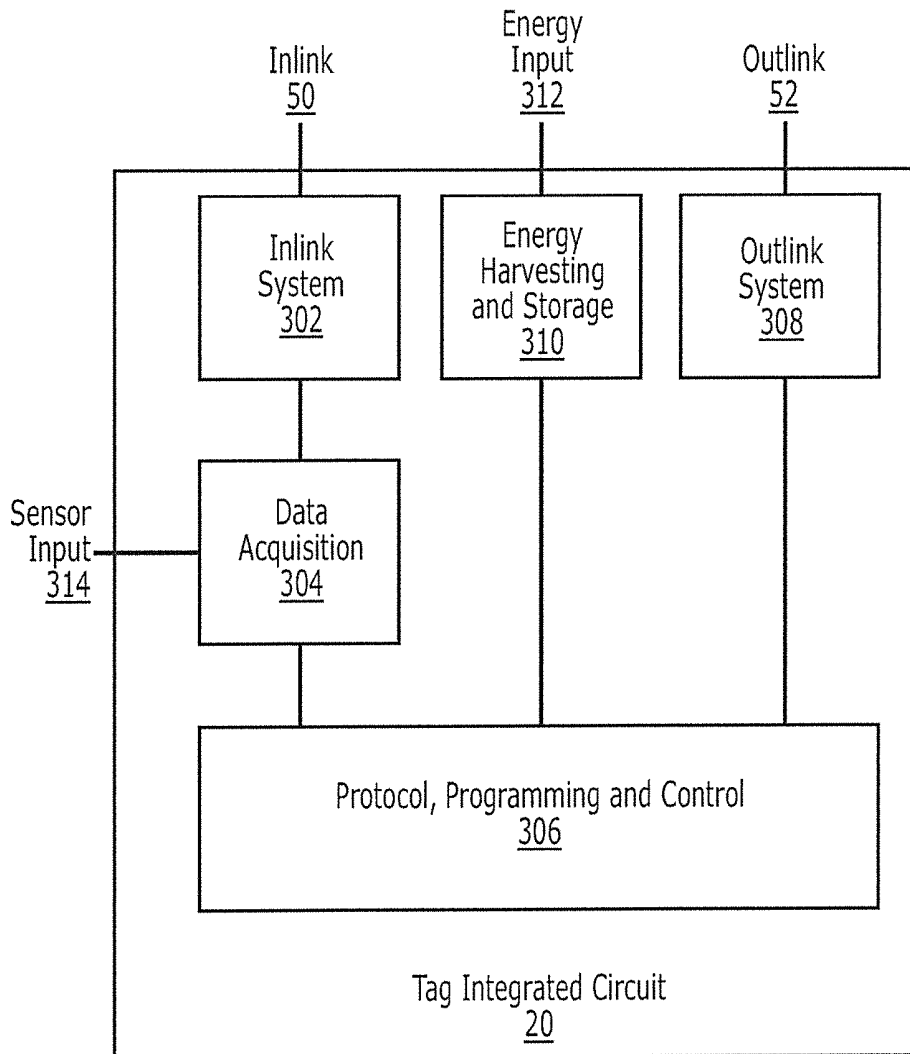 Inlink
50
Energy
Input
312
Outlink
52
Inlink
System
302
Energy
Harvesting
and Storage
310
Outlink
System
308
Sensor
Input
314
Data
Acquisition
304
Protocol, Programming and Control
306
Tag Integrated Circuit
20